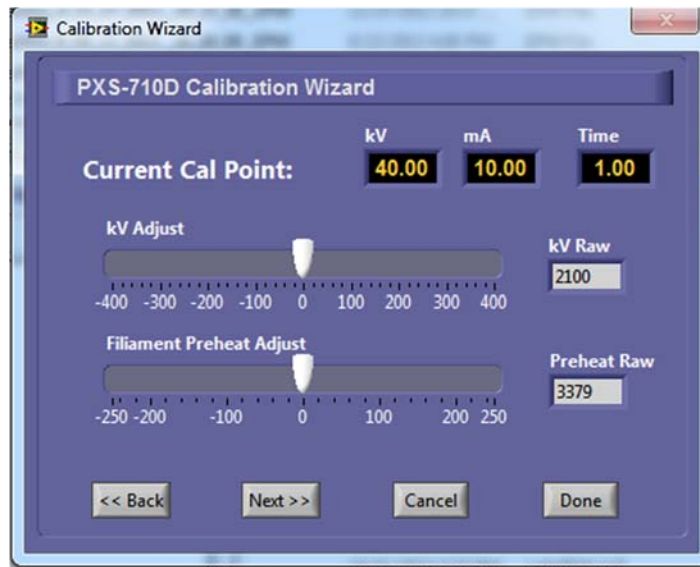 Calibration Wizard
PXS-710D Calibration Wizard
kV mA Time
Current Cal Point: 40.00 10.00 1.00
kV Adjust
-400 -300 -200 -100 0 100 200 300 400
kV Raw
2100
Filiament Preheat Adjust
-250 -200 -100 0 100 200 250
Preheat Raw
3379
<< Back Next >> Cancel Done